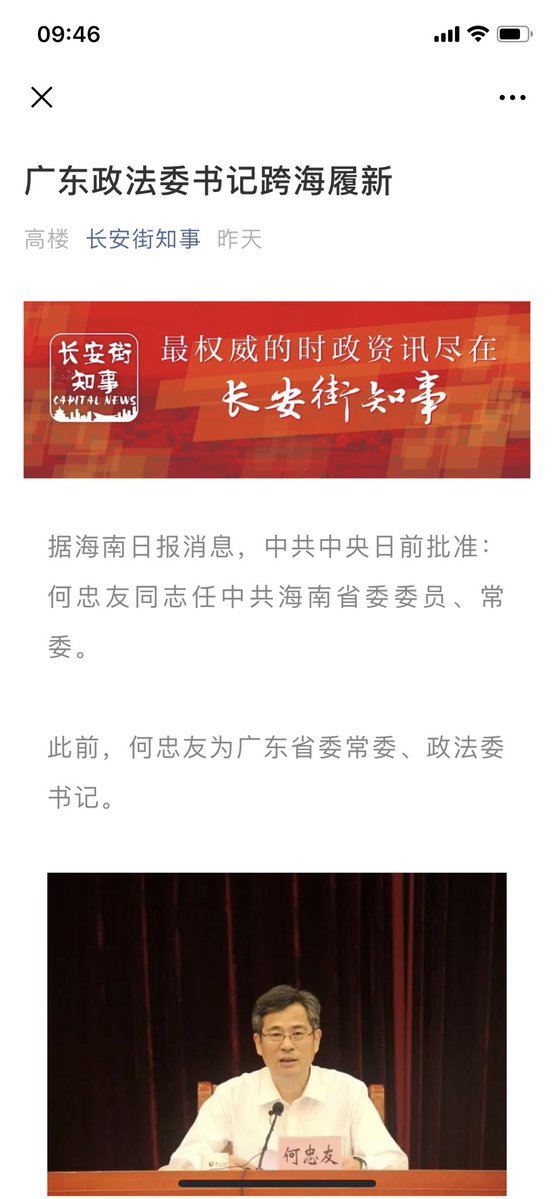 09:46
广东政法委书记跨海履新
高楼 长安街知事 昨天
长安街
知事
CAPITAL NEWS
最权威的时政资讯尽在
长安街知事
据海南日报消息，中共中央日前批准：
何忠友同志任中共海南省委委员、常
委。
此前，何忠友为广东省委常委、政法委
书记。
何忠友